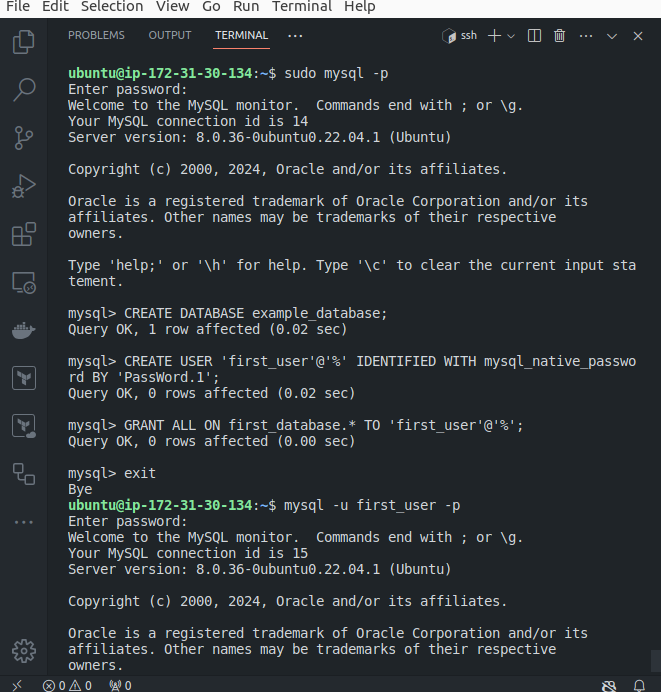 File Edit Selection View Go Run Terminal Help
PROBLEMS OUTPUT TERMINAL ··· ssh
ubuntu@ip-172-31-30-134:~$ sudo mysql -p
Enter password:
Welcome to the MySQL monitor.  Commands end with ; or \g.
Your MySQL connection id is 14
Server version: 8.0.36-0ubuntu0.22.04.1 (Ubuntu)
Copyright (c) 2000, 2024, Oracle and/or its affiliates.
Oracle is a registered trademark of Oracle Corporation and/or its
affiliates. Other names may be trademarks of their respective
owners.
Type 'help;' or '\h' for help. Type '\c' to clear the current input sta
tement.
mysql> CREATE DATABASE example_database;
Query OK, 1 row affected (0.02 sec)
mysql> CREATE USER 'first_user'@'%' IDENTIFIED WITH mysql_native_passwo
rd BY 'PassWord.1';
Query OK, 0 rows affected (0.02 sec)
mysql> GRANT ALL ON first_database.* TO 'first_user'@'%';
Query OK, 0 rows affected (0.00 sec)
mysql> exit
Bye
ubuntu@ip-172-31-30-134:~$ mysql -u first_user -p
Enter password:
Welcome to the MySQL monitor.  Commands end with ; or \g.
Your MySQL connection id is 15
Server version: 8.0.36-0ubuntu0.22.04.1 (Ubuntu)
Copyright (c) 2000, 2024, Oracle and/or its affiliates.
Oracle is a registered trademark of Oracle Corporation and/or its
affiliates. Other names may be trademarks of their respective
owners.
0 0 0